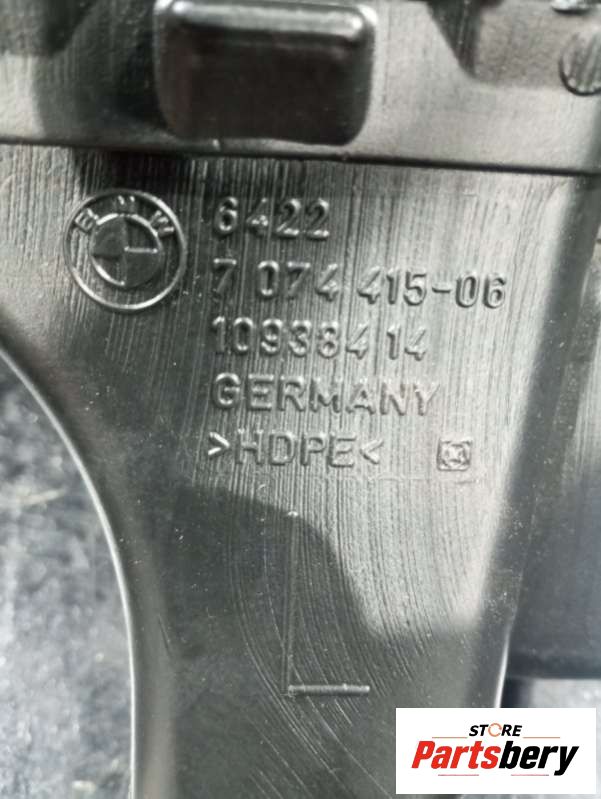 BMW
6422
7 074 415-06
10938414
GERMANY
>HDPE<
L
STORE
Partsbery